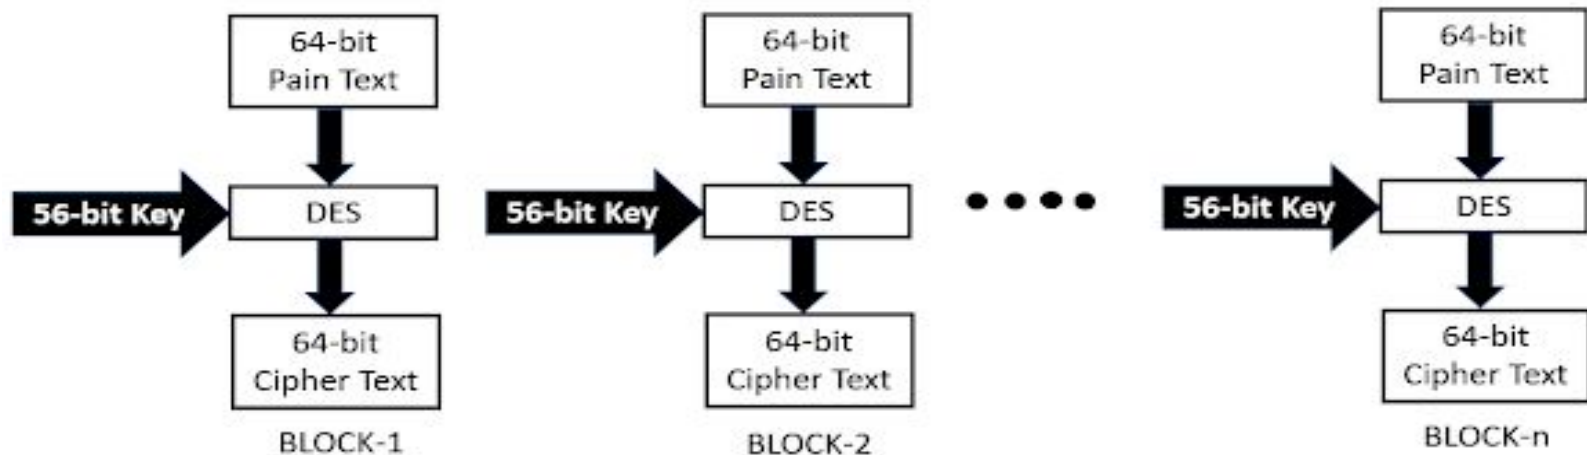 64-bit
Pain Text
64-bit
Pain Text
64-bit
Pain Text
56-bit Key
DES
56-bit Key
DES
56-bit Key
DES
64-bit
Cipher Text
64-bit
Cipher Text
64-bit
Cipher Text
BLOCK-1
BLOCK-2
BLOCK-n